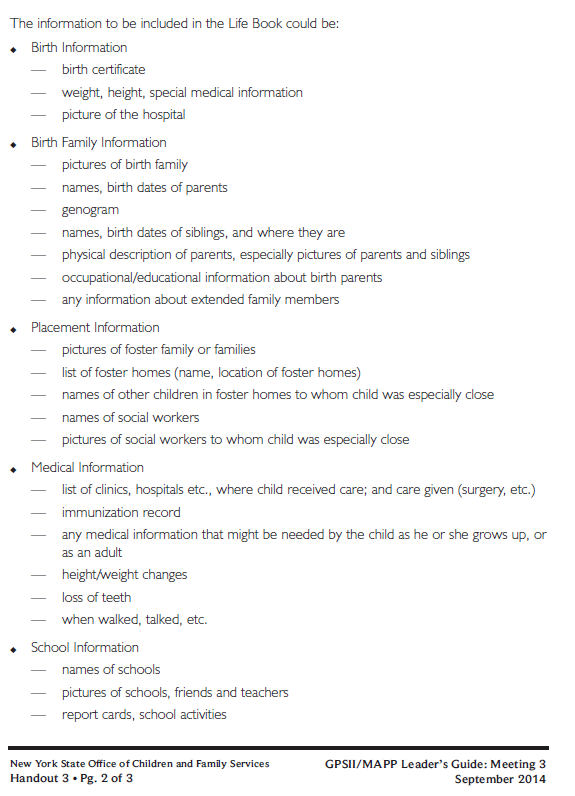 The information to be included in the Life Book could be:
◆ Birth Information
— birth certificate
— weight, height, special medical information
— picture of the hospital
◆ Birth Family Information
— pictures of birth family
— names, birth dates of parents
— genogram
— names, birth dates of siblings, and where they are
— physical description of parents, especially pictures of parents and siblings
— occupational/educational information about birth parents
— any information about extended family members
◆ Placement Information
— pictures of foster family or families
— list of foster homes (name, location of foster homes)
— names of other children in foster homes to whom child was especially close
— names of social workers
— pictures of social workers to whom child was especially close
◆ Medical Information
— list of clinics, hospitals etc., where child received care; and care given (surgery, etc.)
— immunization record
— any medical information that might be needed by the child as he or she grows up, or
as an adult
— height/weight changes
— loss of teeth
— when walked, talked, etc.
◆ School Information
— names of schools
— pictures of schools, friends and teachers
— report cards, school activities
New York State Office of Children and Family Services
Handout 3 • Pg. 2 of 3
GPSII/MAPP Leader's Guide: Meeting 3
September 2014